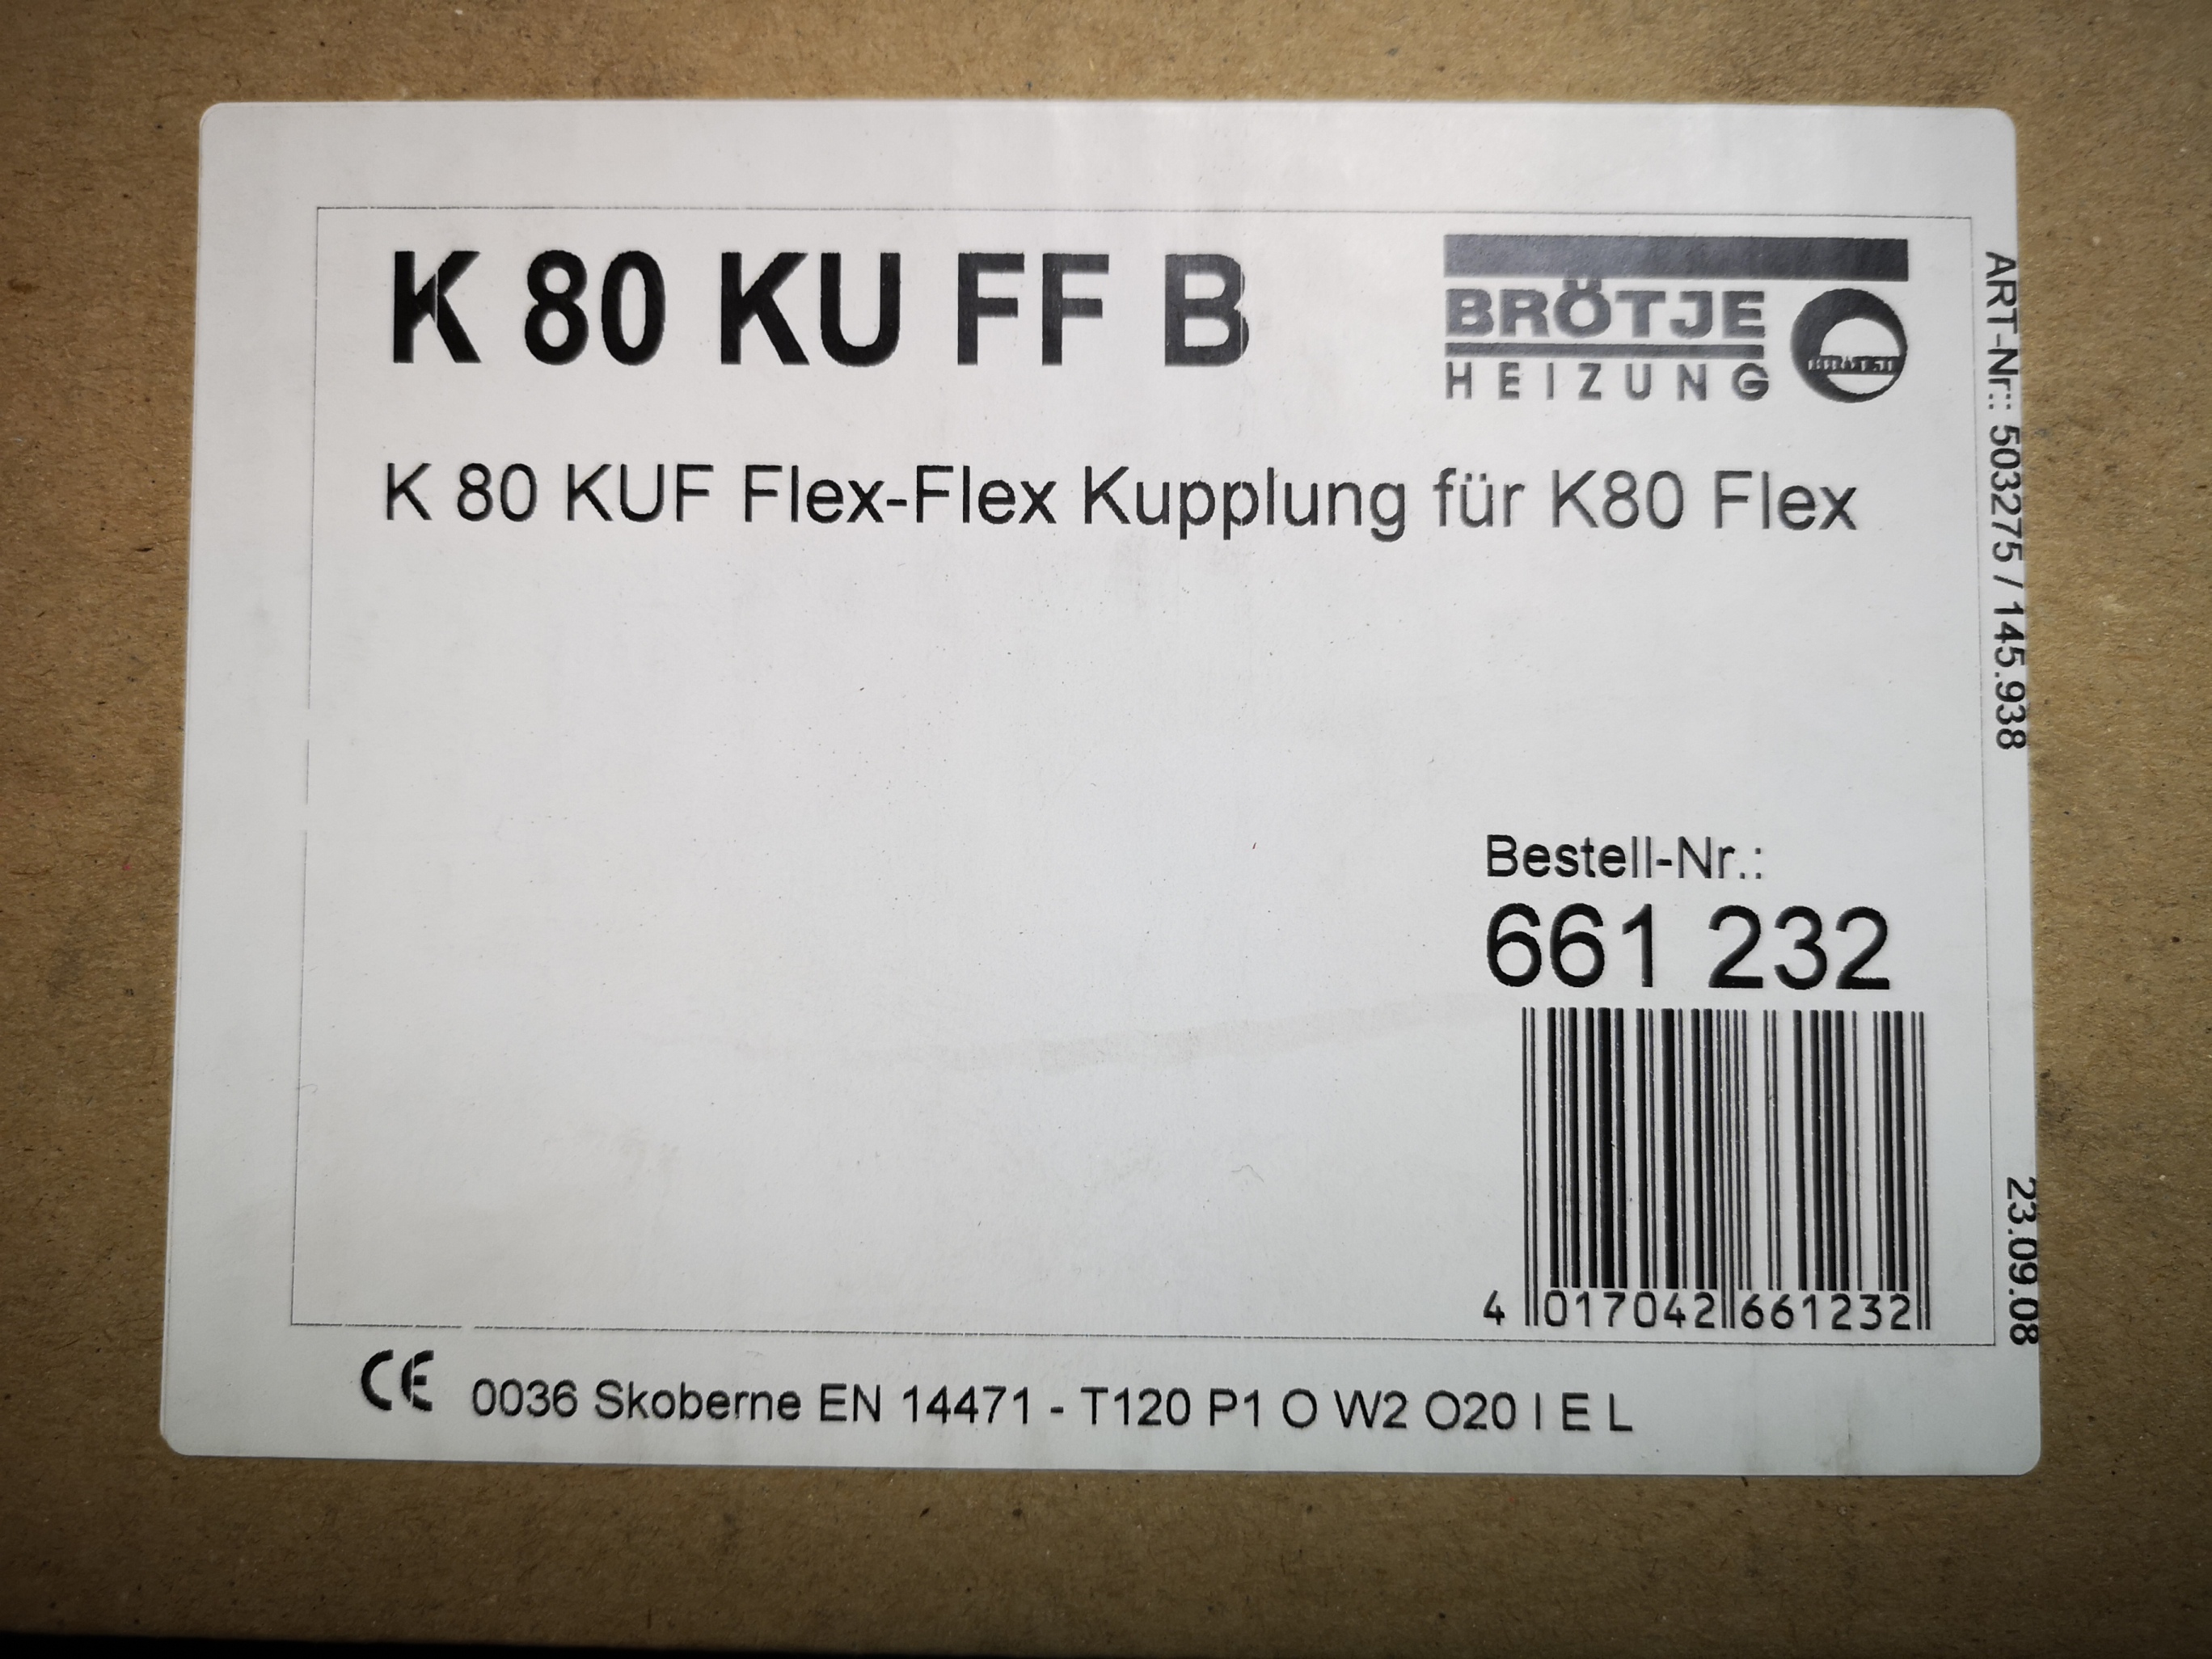 K 80 KU FF B
BRÖTJE
HEIZUNG
BRÖTJE
K 80 KUF Flex-Flex Kupplung für K80 Flex
ART-Nr:: 503275 / 145.938
Bestell-Nr.:
661 232
4 017042 661232
23.09.08
CE 0036 Skoberne EN 14471 - T120 P1 O W2 O20 I E L